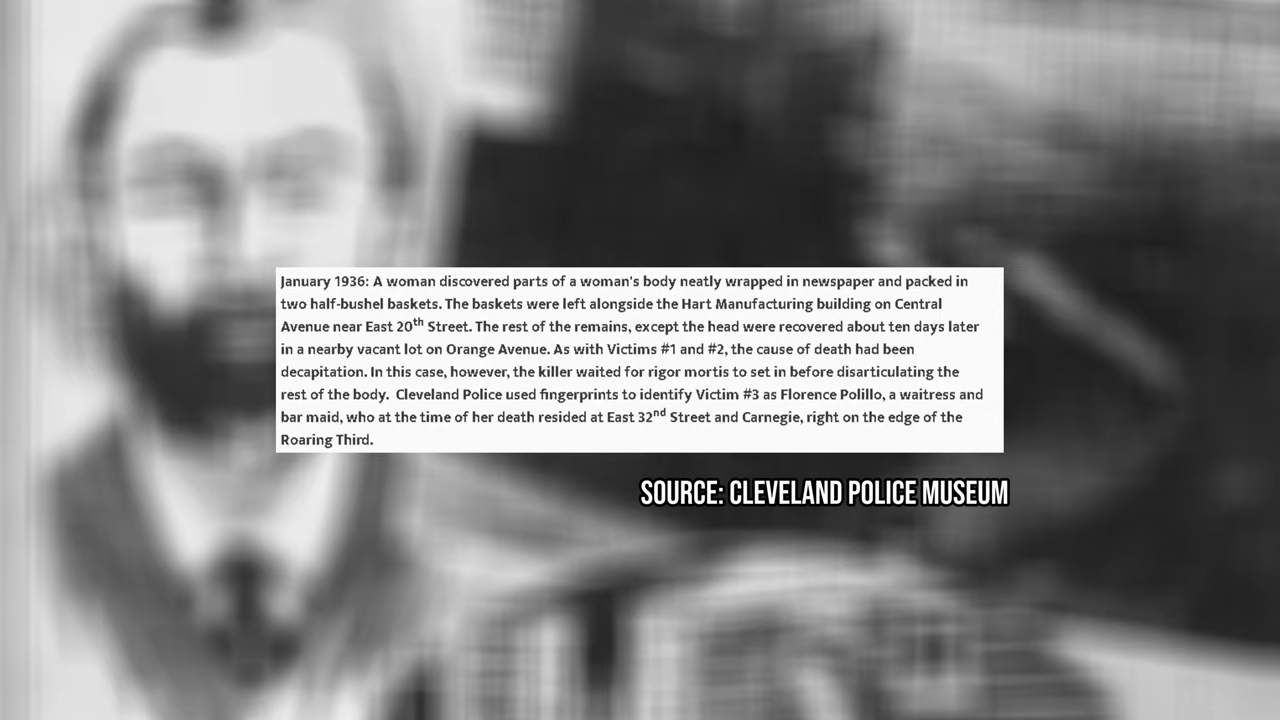 January 1936: A woman discovered parts of a woman's body neatly wrapped in newspaper and packed in
two half-bushel baskets. The baskets were left alongside the Hart Manufacturing building on Central
Avenue near East 20th Street. The rest of the remains, except the head were recovered about ten days later
in a nearby vacant lot on Orange Avenue. As with Victims #1 and #2, the cause of death had been
decapitation. In this case, however, the killer waited for rigor mortis to set in before disarticulating the
rest of the body.  Cleveland Police used fingerprints to identify Victim #3 as Florence Polillo, a waitress and
bar maid, who at the time of her death resided at East 32nd Street and Carnegie, right on the edge of the
Roaring Third.
SOURCE: CLEVELAND POLICE MUSEUM